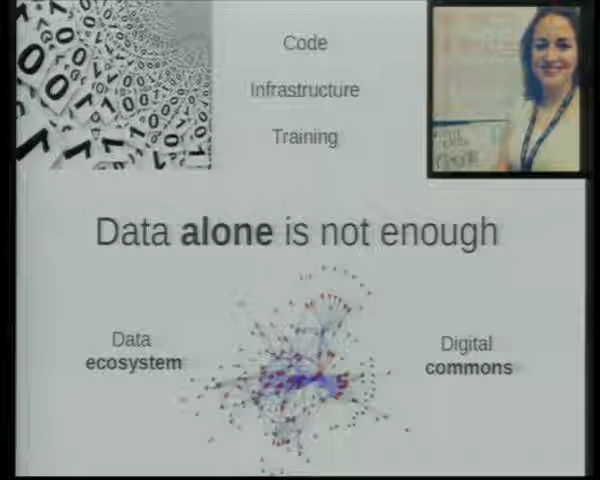 Code
Infrastructure
Training
Data alone is not enough
Data
ecosystem
Digital
commons